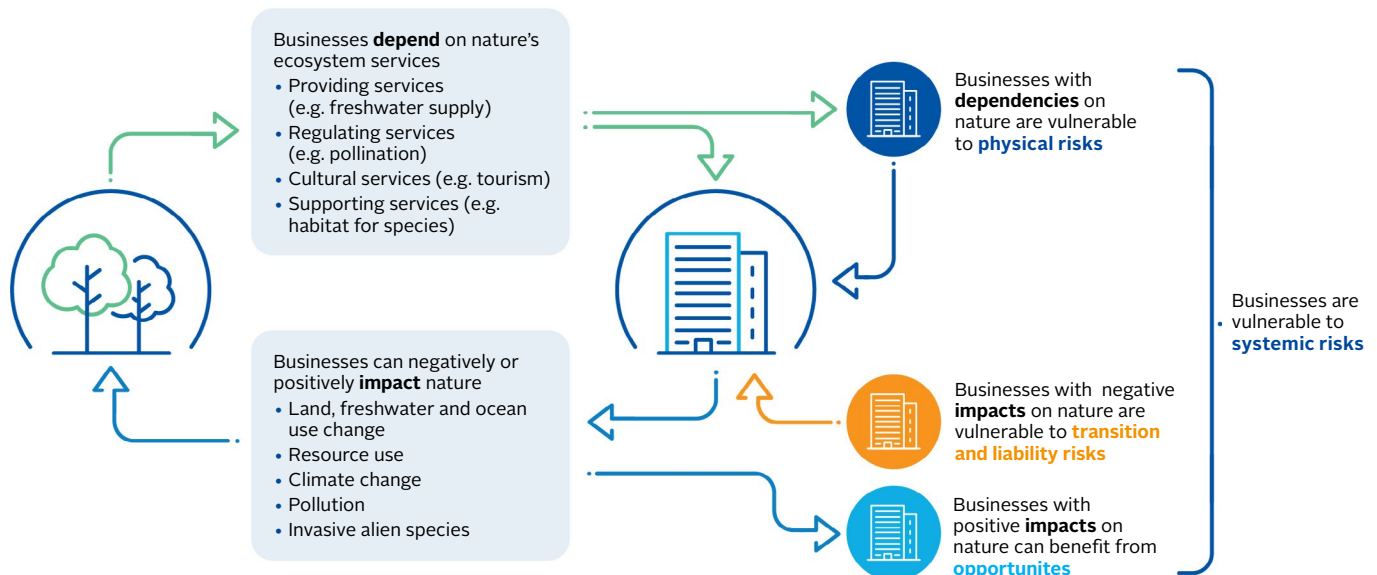 Businesses depend on nature's
ecosystem services
• Providing services
(e.g. freshwater supply)
• Regulating services
(e.g. pollination)
• Cultural services (e.g. tourism)
• Supporting services (e.g.
habitat for species)
Businesses can negatively or
positively impact nature
• Land, freshwater and ocean
use change
• Resource use
• Climate change
• Pollution
• Invasive alien species
Businesses with
dependencies on
nature are vulnerable
to physical risks
Businesses with negative
impacts on nature are
vulnerable to transition
and liability risks
Businesses with
positive impacts on
nature can benefit from
opportunites
Businesses are
vulnerable to
systemic risks